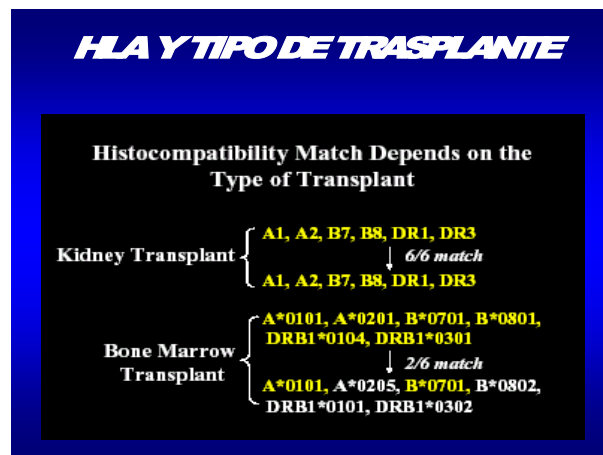 HLA Y TIPO DE TRASPLANTE
Histocompatibility Match Depends on the
Type of Transplant
Kidney Transplant
A1, A2, B7, B8, DR1, DR3
6/6 match
A1, A2, B7, B8, DR1, DR3
Bone Marrow
Transplant
A*0101, A*0201, B*0701, B*0801,
DRB1*0104, DRB1*0301
2/6 match
A*0101, A*0205, B*0701, B*0802,
DRB1*0101, DRB1*0302